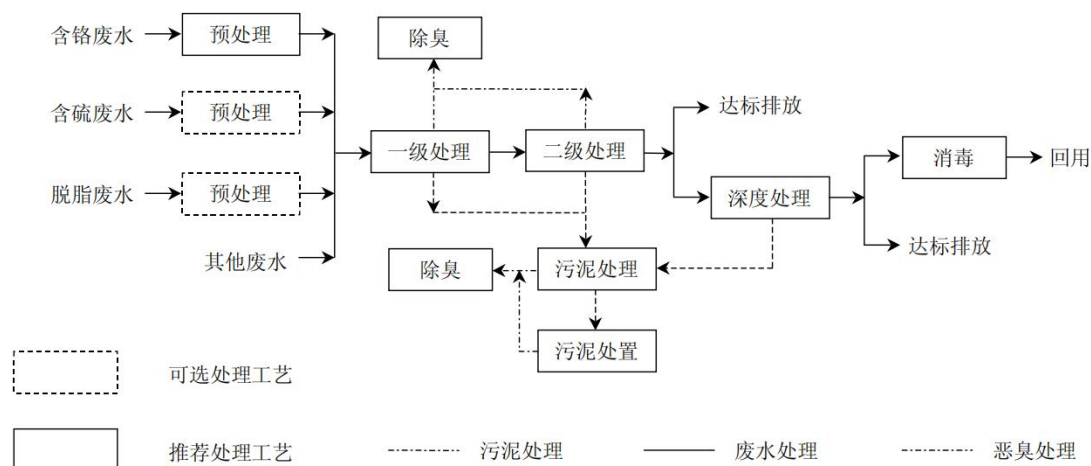 含铬废水
预处理
除臭
含硫废水
预处理
达标排放
一级处理
二级处理
消毒
回用
脱脂废水
预处理
深度处理
其他废水
达标排放
除臭
污泥处理
污泥处置
可选处理工艺
推荐处理工艺
污泥处理
废水处理
恶臭处理